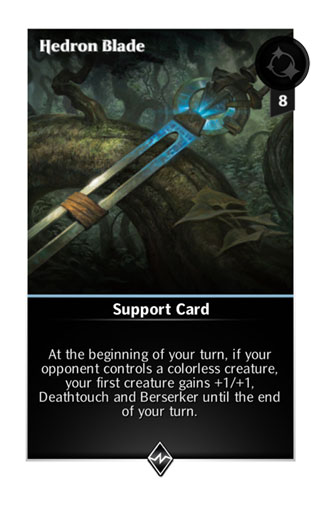 Hedron Blade
8
Support Card
At the beginning of your turn, if your
opponent controls a colorless creature,
your first creature gains +1/+1,
Deathtouch and Berserker until the end
of your turn.